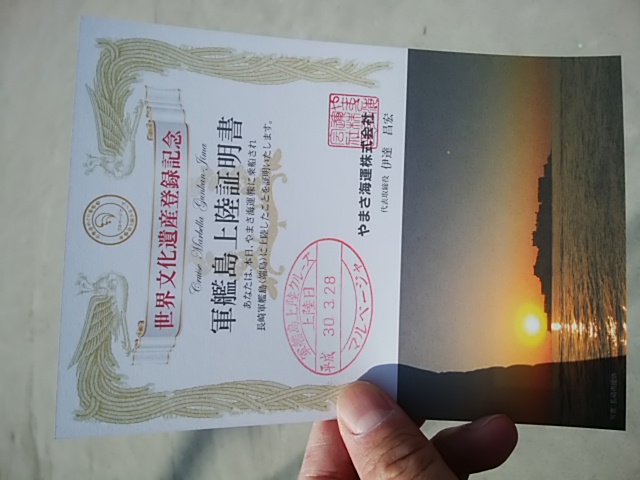 世界文化遺産登録記念
Cruise Marbella Gunkan Jima
軍艦島上陸証明書
あなたは、本日、やまさ海運㈱に乗船され
長崎軍艦島(端島)に上陸したことを証明いたします。
軍艦島上陸クルーズ
上陸日
平成 30.3.28
マルベージャ
やまさ海運株式会社
代表取締役 伊達 昌宏